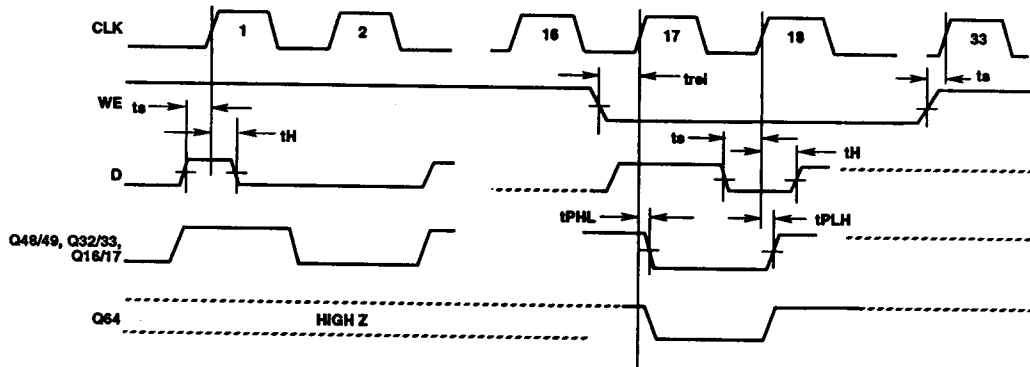 CLK 1 2 16 17 18 33
trel ts
WE ts
tH ts tH
D
tPHL tPLH
Q48/49, Q32/33,
Q16/17
Q64 HIGH Z